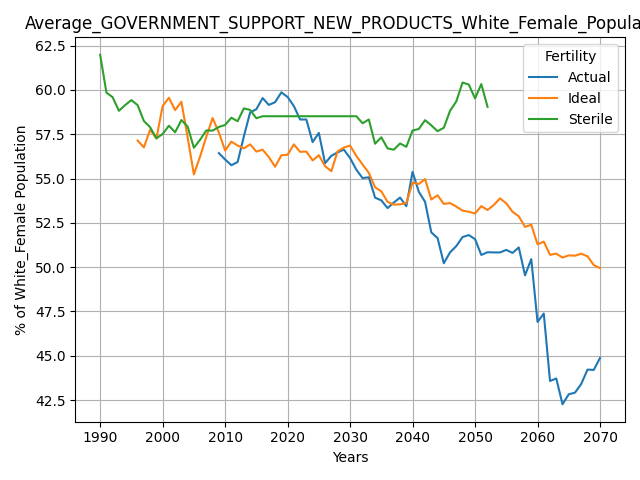 Average_GOVERNMENT_SUPPORT_NEW_PRODUCTS_White_Female_Popula
62.5
60.0
57.5
55.0
52.5
50.0
47.5
45.0
42.5
% of White_Female Population
Fertility
Actual
Ideal
Sterile
1990 2000 2010 2020 2030 2040 2050 2060 2070
Years